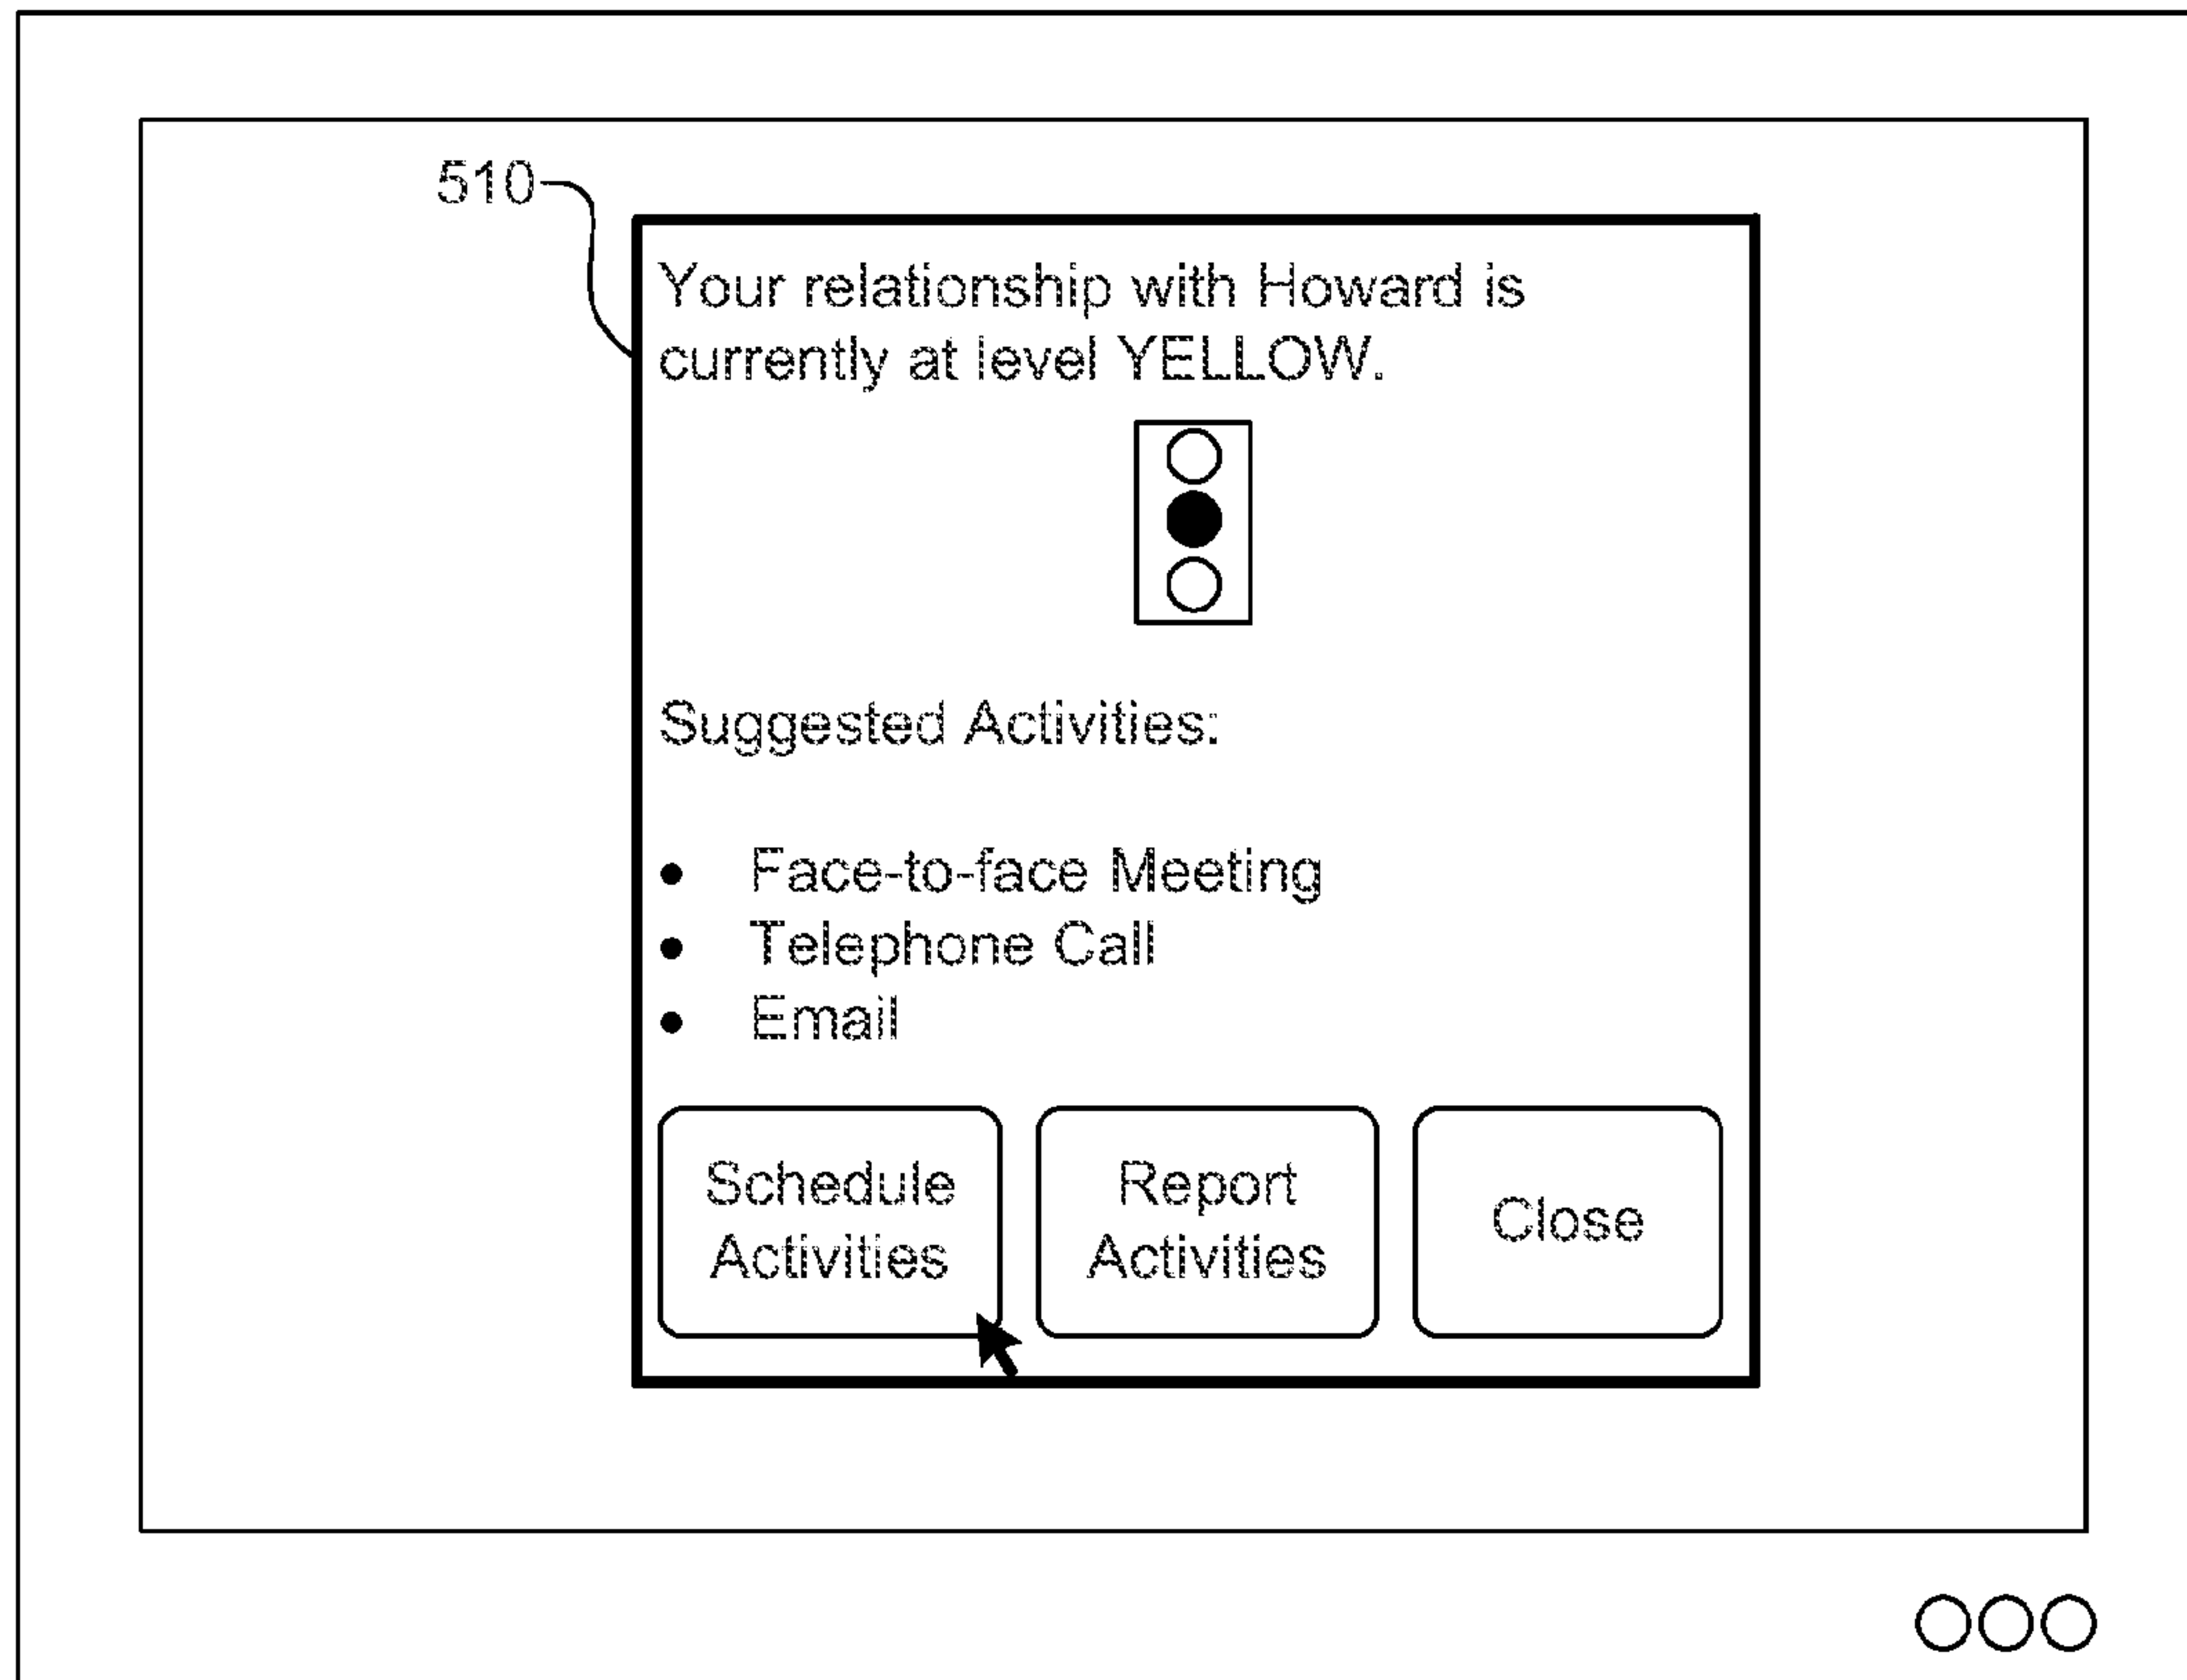 510
Your relationship with Howard is
currently at level YELLOW.
Suggested Activities:
• Face-to-face Meeting
• Telephone Call
• Email
Schedule
Activities
Report
Activities
Close